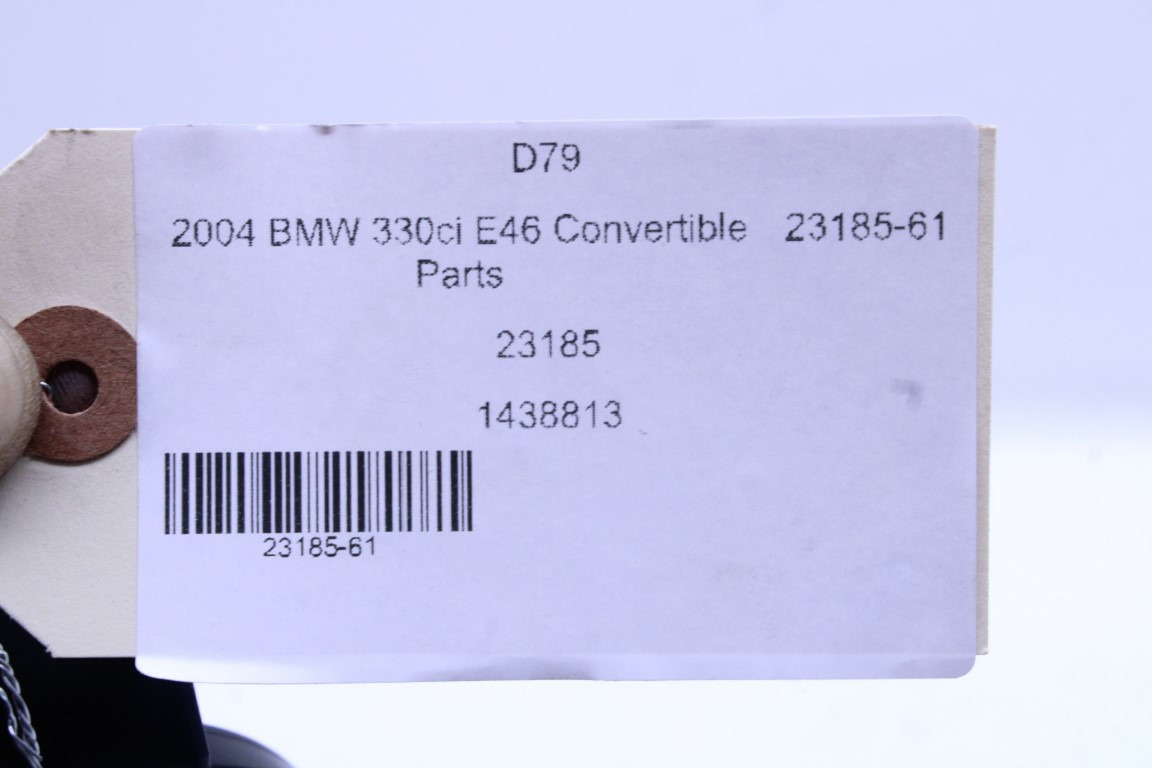 D79
2004 BMW 330ci E46 Convertible 23185-61
Parts
23185
1438813
23185-61